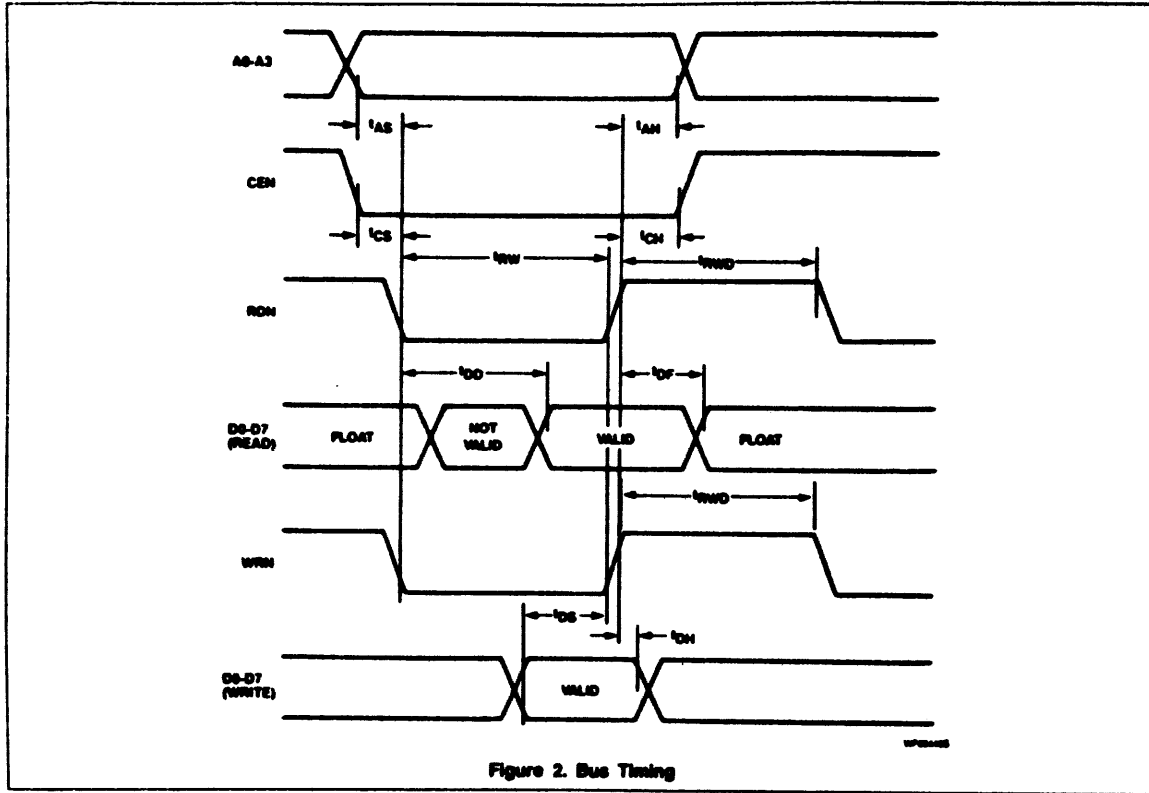 A0-A3
tAS
tAH
CEN
tCS
tCH
tRW
tRWD
RDN
tDD
tDF
D0-D7
(READ)
FLOAT
NOT
VALID
VALID
FLOAT
tRWD
WRN
tDS
tDH
D0-D7
(WRITE)
VALID
Figure 2. Bus Timing